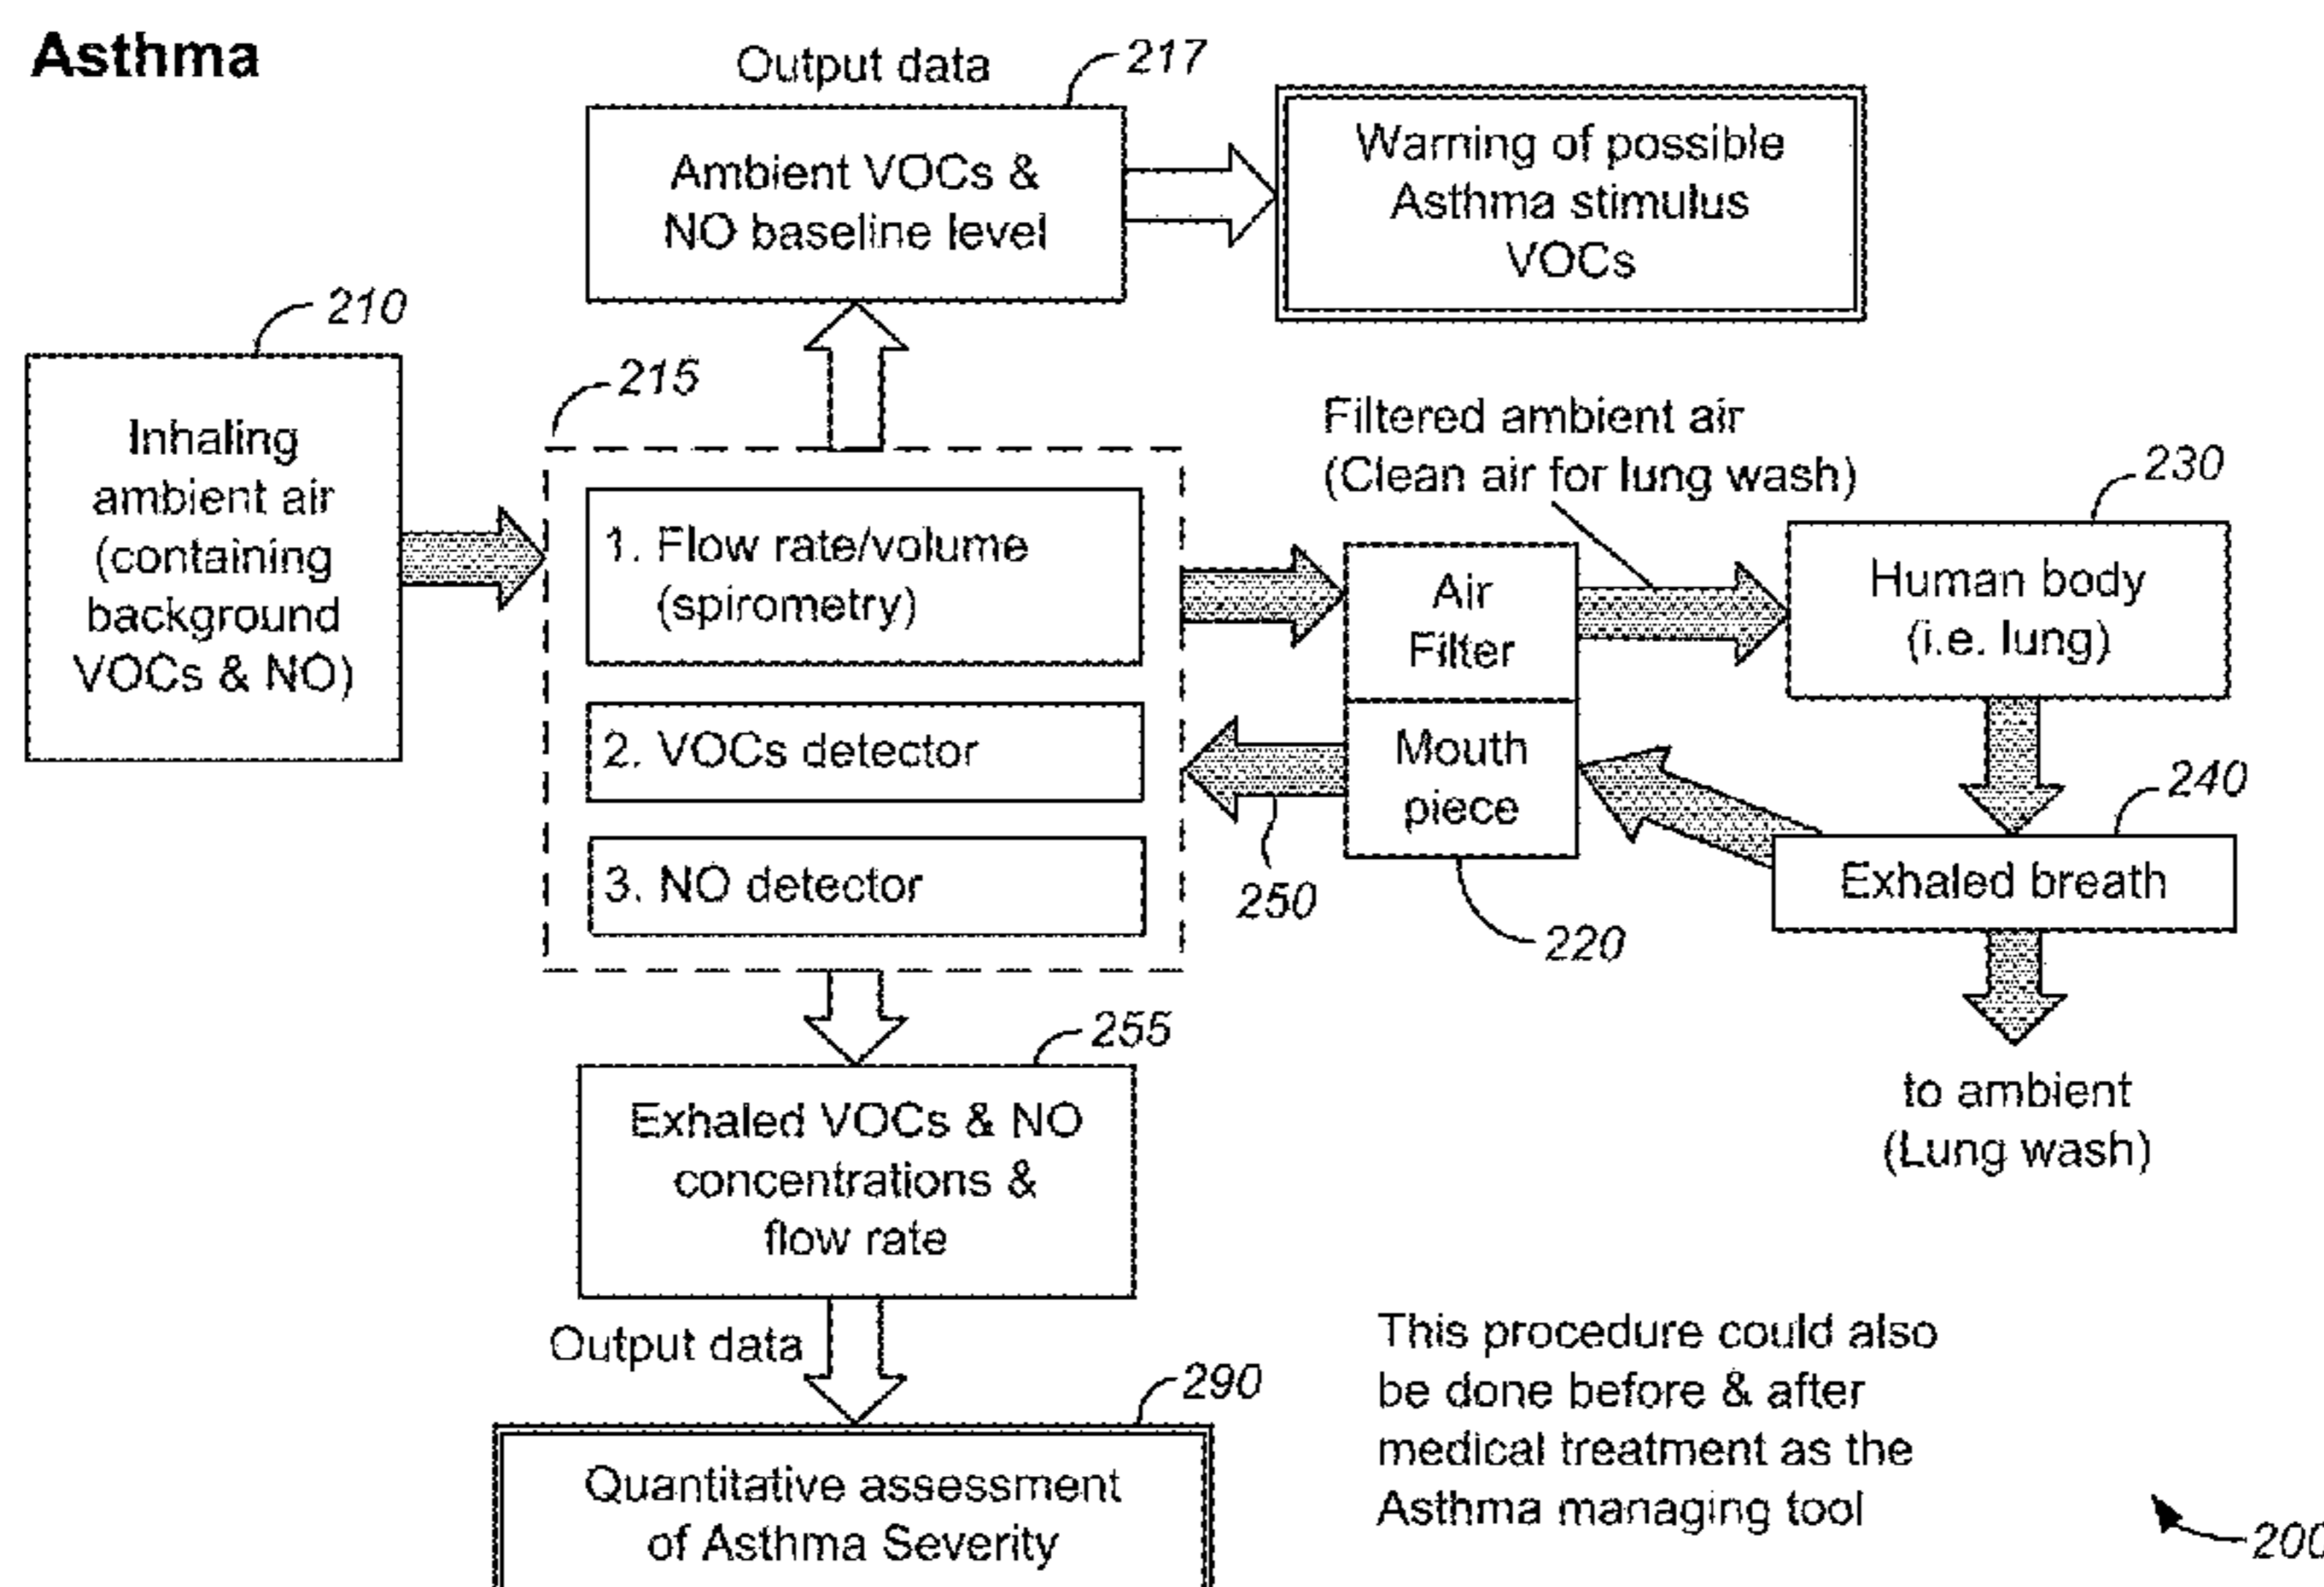 Asthma
Output data
217
Ambient VOCs &
NO baseline level
Warning of possible
Asthma stimulus
VOCs
210
Inhaling
ambient air
(containing
background
VOCs & NO)
215
1. Flow rate/volume
(spirometry)
2. VOCs detector
3. NO detector
Filtered ambient air
(Clean air for lung wash)
230
Air
Filter
Human body
(i.e. lung)
Mouth
piece
250
220
240
Exhaled breath
to ambient
(Lung wash)
255
Exhaled VOCs & NO
concentrations &
flow rate
Output data
290
Quantitative assessment
of Asthma Severity
This procedure could also
be done before & after
medical treatment as the
Asthma managing tool
200